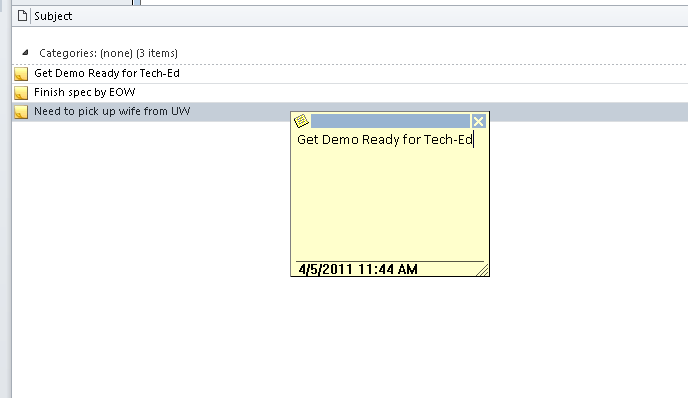 Subject
Categories: (none) (3 items)
Get Demo Ready for Tech-Ed
Finish spec by EOW
Need to pick up wife from UW
Get Demo Ready for Tech-Ed
4/5/2011 11:44 AM